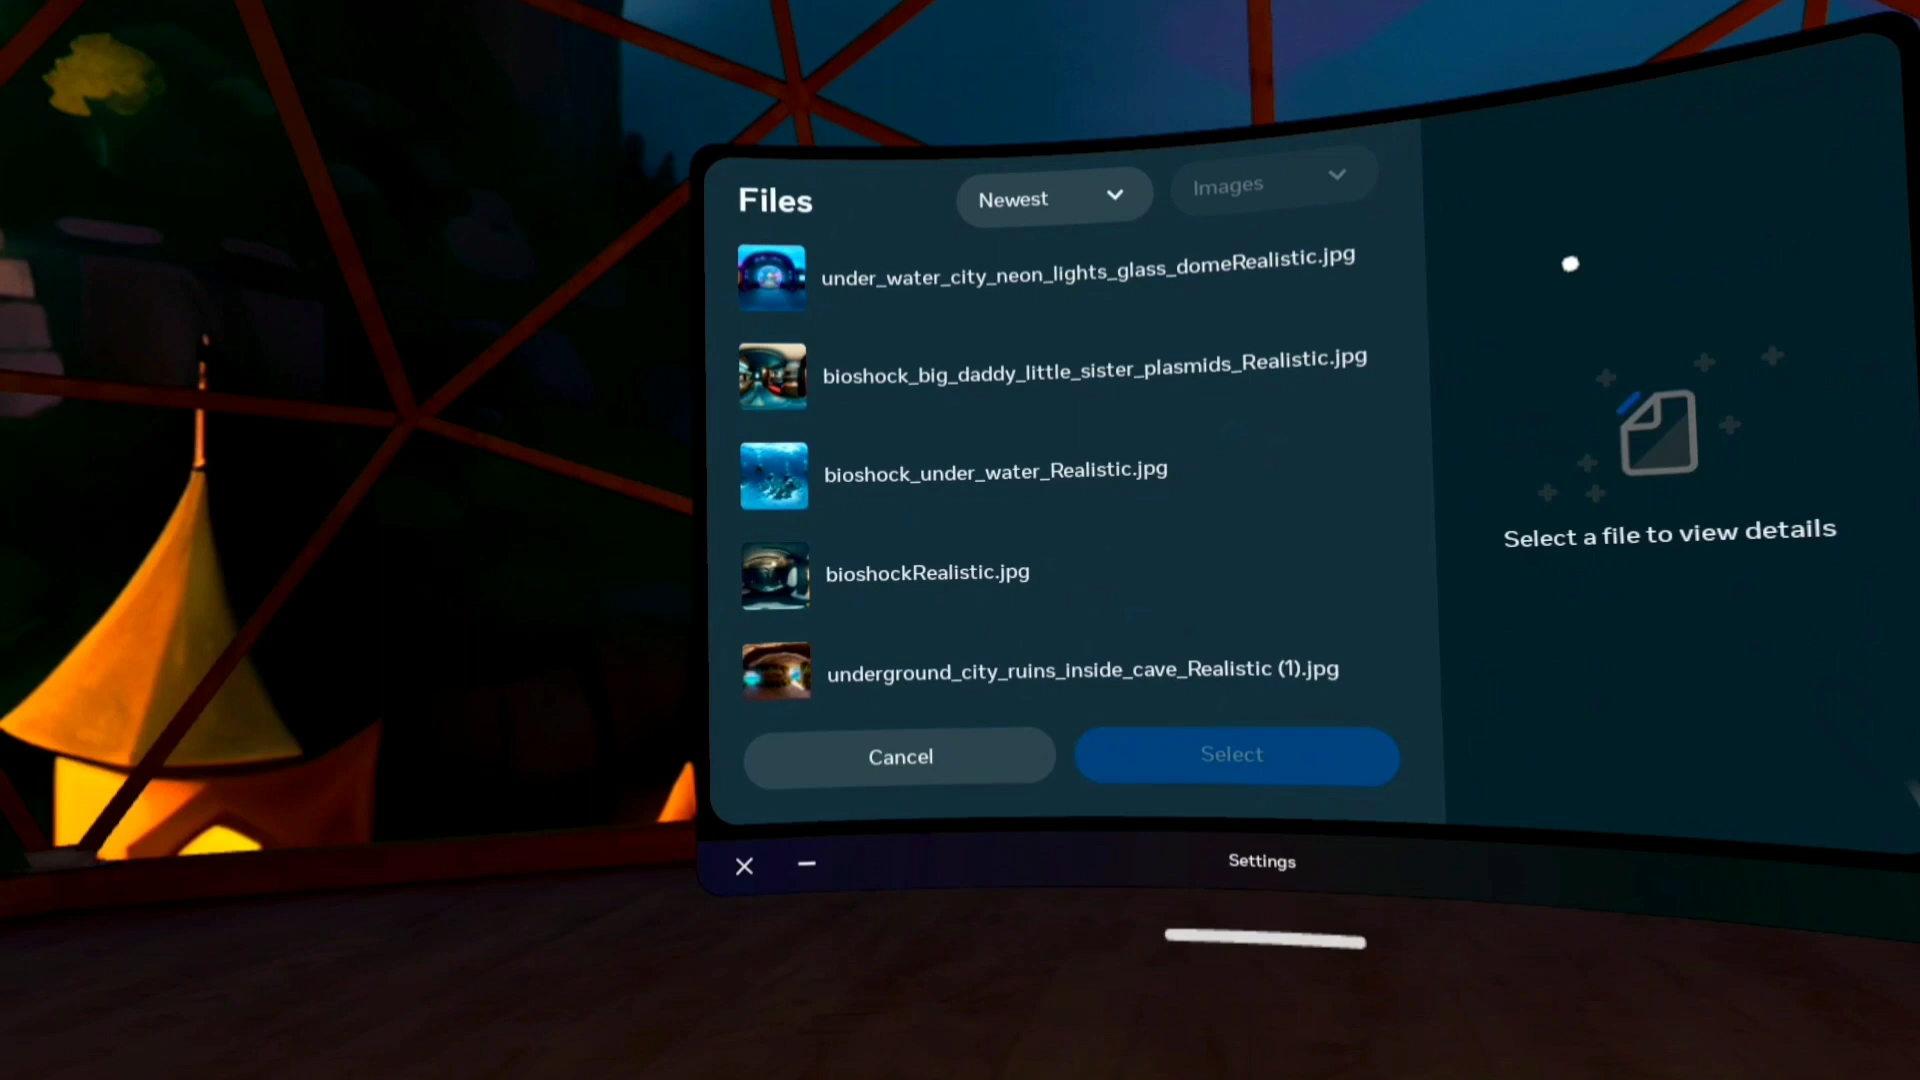 Files
Newest
Images
under_water_city_neon_lights_glass_domeRealistic.jpg
bioshock_big_daddy_little_sister_plasmids_Realistic.jpg
bioshock_under_water_Realistic.jpg
bioshockRealistic.jpg
underground_city_ruins_inside_cave_Realistic (1).jpg
Cancel
Select
Select a file to view details
Settings